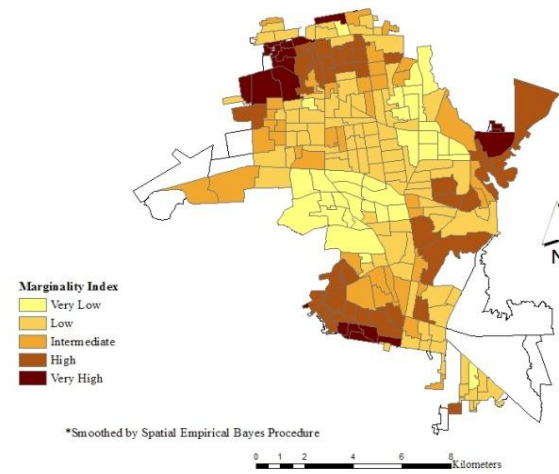 N
Marginality Index
Very Low
Low
Intermediate
High
Very High
*Smoothed by Spatial Empirical Bayes Procedure
0 1 2 4 6 8
Kilometers